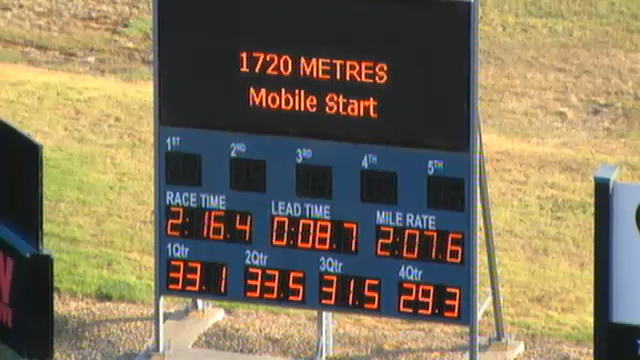 1720 METRES
Mobile Start
1ST 2ND 3RD 4TH 5TH
RACE TIME LEAD TIME MILE RATE
2:16.4 0:08.7 2:07.6
1Qtr 2Qtr 3Qtr 4Qtr
33.1 33.5 31.5 29.3